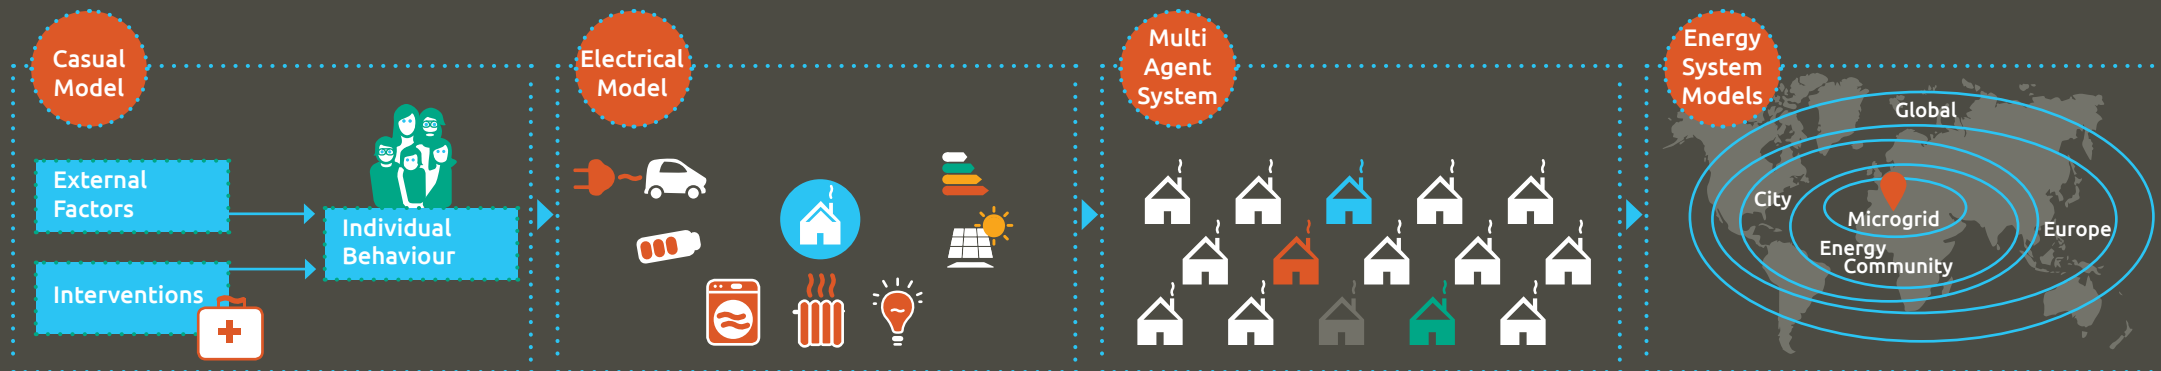 Casual
Model
External
Factors
Interventions
Individual
Behaviour
Electrical
Model
Multi
Agent
System
Energy
System
Models
Global
City
Microgrid
Europe
Energy
Community